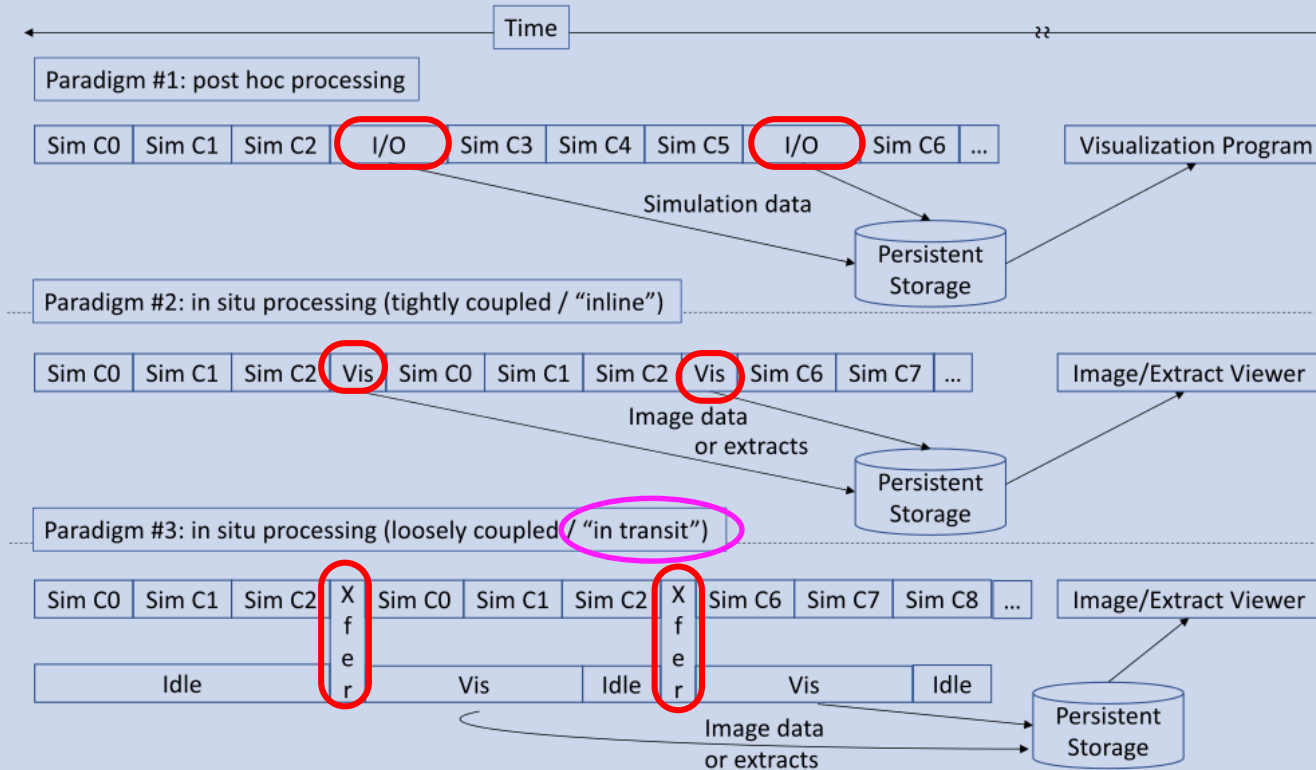 Time
Paradigm #1: post hoc processing
Sim C0 Sim C1 Sim C2 I/O Sim C3 Sim C4 Sim C5 I/O Sim C6 ... Visualization Program
Simulation data
Persistent
Storage
Paradigm #2: in situ processing (tightly coupled / “inline”)
Sim C0 Sim C1 Sim C2 Vis Sim C0 Sim C1 Sim C2 Vis Sim C6 Sim C7 ... Image/Extract Viewer
Image data
or extracts
Persistent
Storage
Paradigm #3: in situ processing (loosely coupled / “in transit”)
Sim C0 Sim C1 Sim C2 Xfer Sim C0 Sim C1 Sim C2 Xfer Sim C6 Sim C7 Sim C8 ... Image/Extract Viewer
Idle Vis Idle Vis Idle
Image data
or extracts
Persistent
Storage